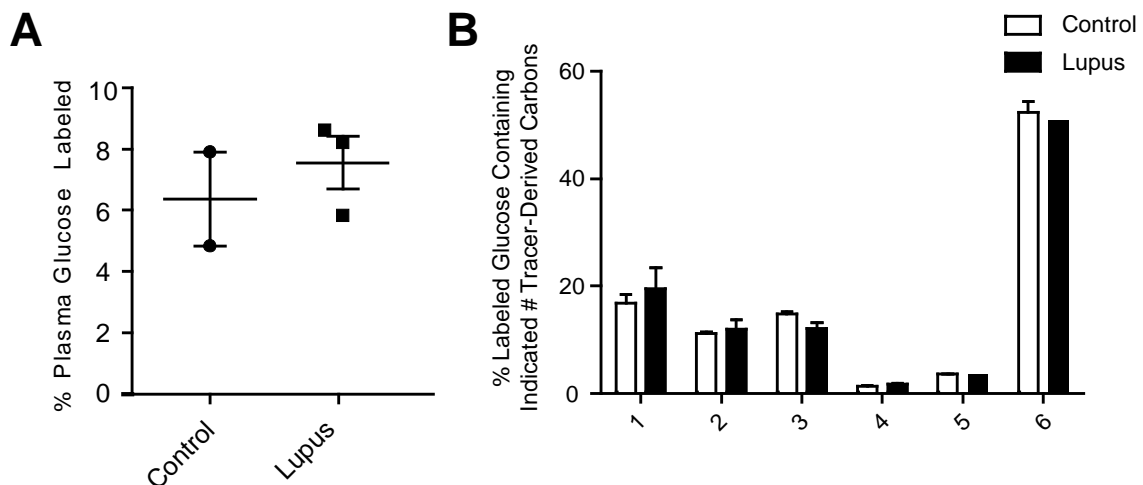 A
% Plasma Glucose Labeled
10
8
6
4
2
0
Control
Lupus
B
Control
Lupus
% Labeled Glucose Containing
Indicated # Tracer-Derived Carbons
60
40
20
0
1
2
3
4
5
6